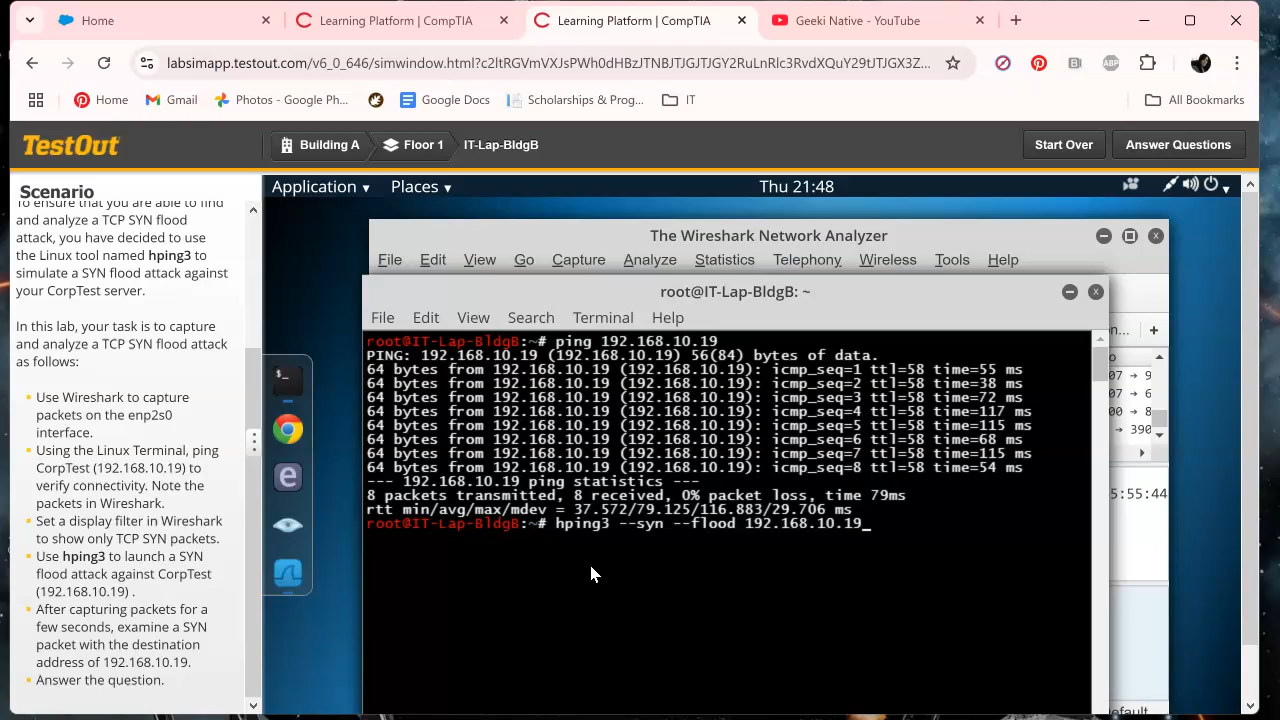 Home
Learning Platform | CompTIA
Learning Platform | CompTIA
Geeki Native - YouTube
labsimapp.testout.com/v6_0_646/simwindow.html?c2ltRGVmVXJsPWh0dHBzJTNBJTJGJTJGY2RuLnRlc3RvdXQuY29tJTJGX3Z...
ABP
Home
Gmail
Photos - Google Ph...
Google Docs
Scholarships & Prog...
IT
All Bookmarks
TestOut
Building A
Floor 1
IT-Lap-BldgB
Start Over
Answer Questions
Scenario
To ensure that you are able to find
and analyze a TCP SYN flood
attack, you have decided to use
the Linux tool named hping3 to
simulate a SYN flood attack against
your CorpTest server.
In this lab, your task is to capture
and analyze a TCP SYN flood attack
as follows:
Use Wireshark to capture
packets on the enp2s0
interface.
Using the Linux Terminal, ping
CorpTest (192.168.10.19) to
verify connectivity. Note the
packets in Wireshark.
Set a display filter in Wireshark
to show only TCP SYN packets.
Use hping3 to launch a SYN
flood attack against CorpTest
(192.168.10.19) .
After capturing packets for a
few seconds, examine a SYN
packet with the destination
address of 192.168.10.19.
Answer the question.
Application
Places
Thu 21:48
The Wireshark Network Analyzer
File Edit View Go Capture Analyze Statistics Telephony Wireless Tools Help
root@IT-Lap-BldgB: ~
File Edit View Search Terminal Help
root@IT-Lap-BldgB:~# ping 192.168.10.19
PING: 192.168.10.19 (192.168.10.19) 56(84) bytes of data.
64 bytes from 192.168.10.19 (192.168.10.19): icmp_seq=1 ttl=58 time=55 ms
64 bytes from 192.168.10.19 (192.168.10.19): icmp_seq=2 ttl=58 time=38 ms
64 bytes from 192.168.10.19 (192.168.10.19): icmp_seq=3 ttl=58 time=72 ms
64 bytes from 192.168.10.19 (192.168.10.19): icmp_seq=4 ttl=58 time=117 ms
64 bytes from 192.168.10.19 (192.168.10.19): icmp_seq=5 ttl=58 time=115 ms
64 bytes from 192.168.10.19 (192.168.10.19): icmp_seq=6 ttl=58 time=68 ms
64 bytes from 192.168.10.19 (192.168.10.19): icmp_seq=7 ttl=58 time=115 ms
64 bytes from 192.168.10.19 (192.168.10.19): icmp_seq=8 ttl=58 time=54 ms
--- 192.168.10.19 ping statistics ---
8 packets transmitted, 8 received, 0% packet loss, time 79ms
rtt min/avg/max/mdev = 37.572/79.125/116.883/29.706 ms
root@IT-Lap-BldgB:~# hping3 --syn --flood 192.168.10.19_
on... +
07 → 9
07 → 6
00 → 8
→ 390
5:55:44